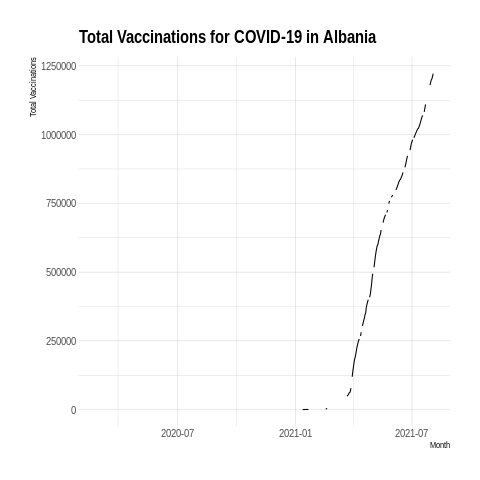 Total Vaccinations for COVID-19 in Albania
Total Vaccinations
1250000
1000000
750000
500000
250000
0
2020-07 2021-01 2021-07
Month